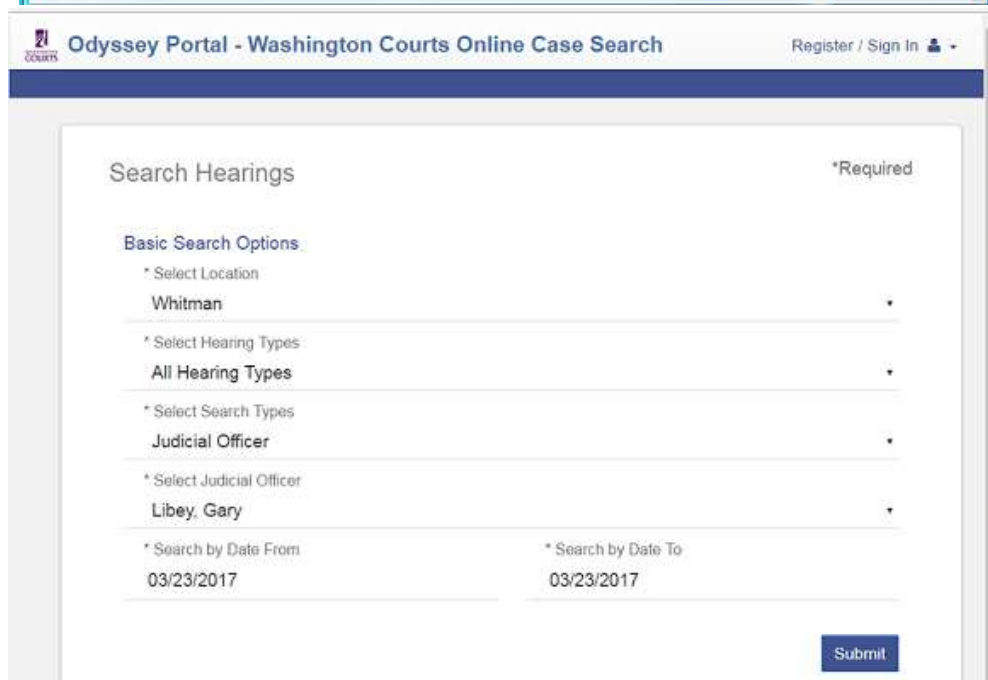 COURTS
Odyssey Portal - Washington Courts Online Case Search
Register / Sign In
Search Hearings
*Required
Basic Search Options
* Select Location
Whitman
* Select Hearing Types
All Hearing Types
* Select Search Types
Judicial Officer
* Select Judicial Officer
Libey, Gary
* Search by Date From
* Search by Date To
03/23/2017
03/23/2017
Submit